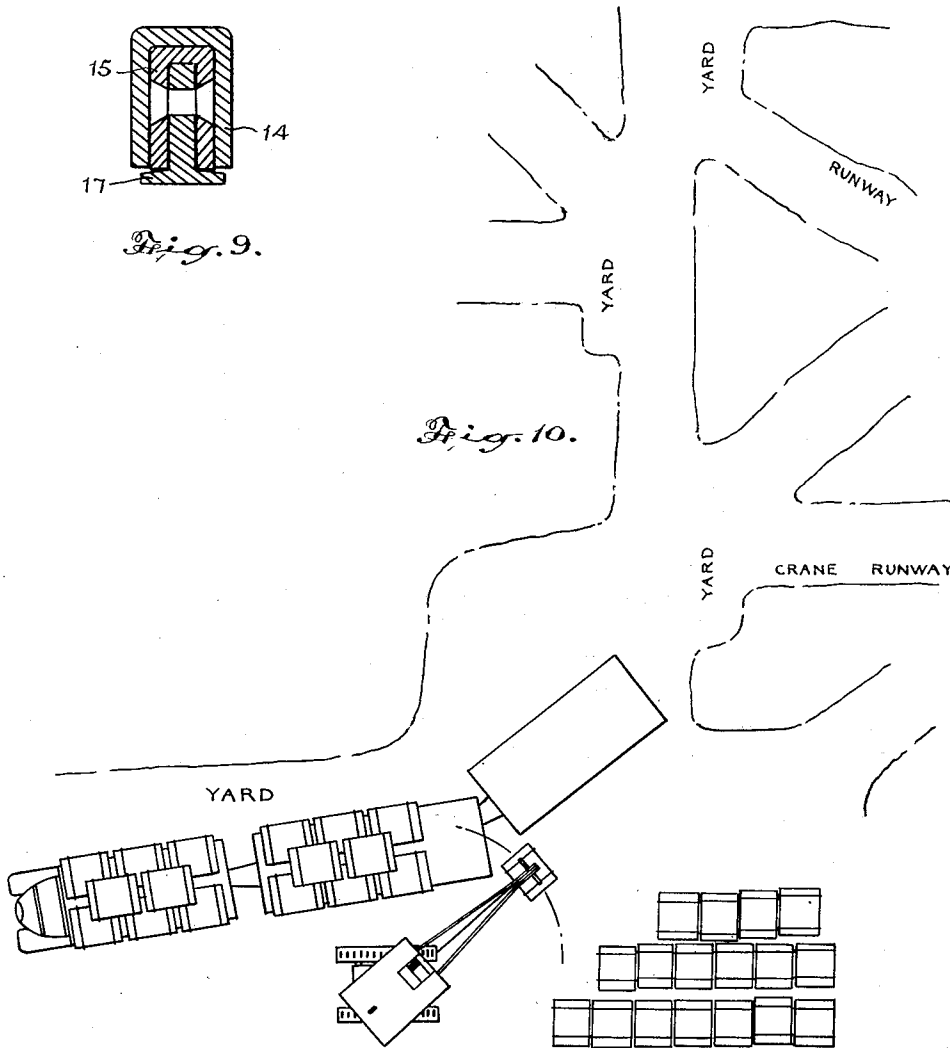 15
14
17
Fig. 9.
YARD
RUNWAY
YARD
Fig. 10.
YARD
CRANE RUNWAY
YARD